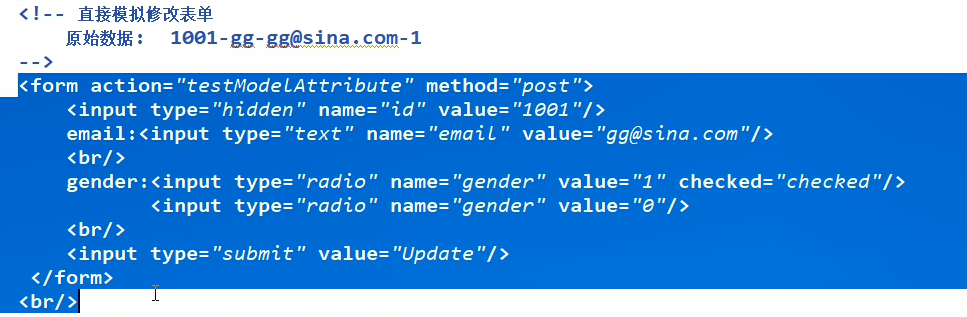 <!-- 直接模拟修改表单
原始数据: 1001-gg-gg@sina.com-1
-->
<form action="testModelAttribute" method="post">
<input type="hidden" name="id" value="1001"/>
email:<input type="text" name="email" value="gg@sina.com"/>
<br/>
gender:<input type="radio" name="gender" value="1" checked="checked"/>
<input type="radio" name="gender" value="0"/>
<br/>
<input type="submit" value="Update"/>
</form>
<br/>